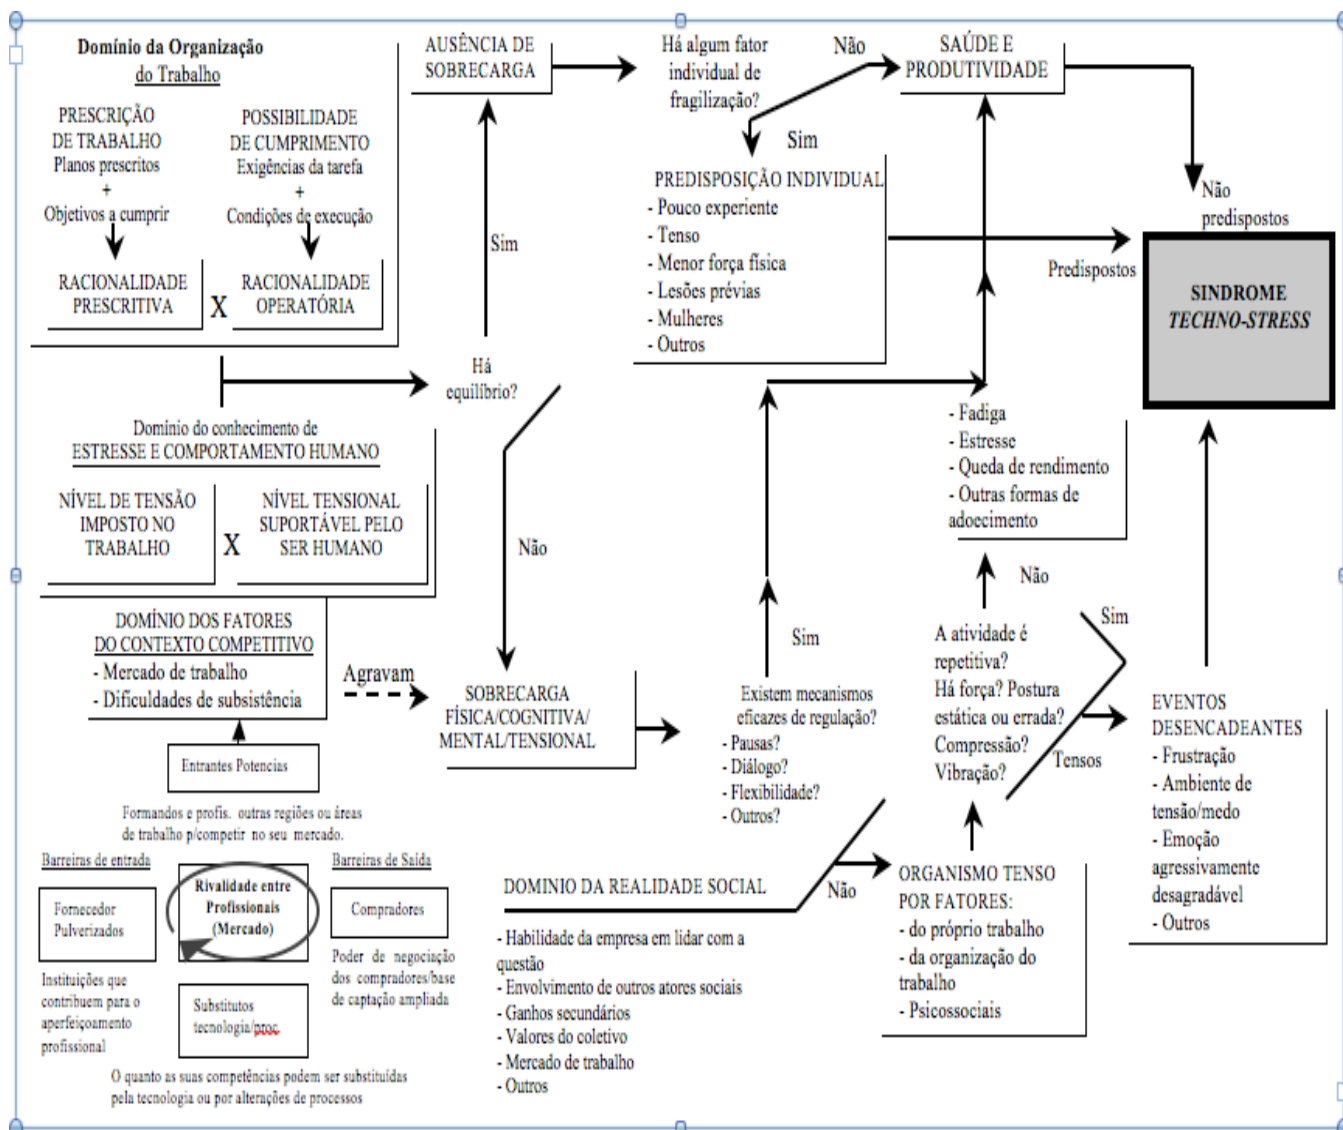 Domínio da Organização
do Trabalho
PRESCRIÇÃO
DE TRABALHO
Planos prescritos
+
Objetivos a cumprir
POSSIBILIDADE
DE CUMPRIMENTO
Exigências da tarefa
+
Condições de execução
RACIONALIDADE
PRESCRITIVA
X
RACIONALIDADE
OPERATÓRIA
AUSÊNCIA DE
SOBRECARGA
Há algum fator
individual de
fragilização?
Não
SAÚDE E
PRODUTIVIDADE
Sim
PREDISPOSIÇÃO INDIVIDUAL
- Pouco experiente
- Tenso
- Menor força física
- Lesões prévias
- Mulheres
- Outros
Não
predispostos
Predispostos
SINDROME
TECHNO-STRESS
Sim
Há
equilíbrio?
Não
Domínio do conhecimento de
ESTRESSE E COMPORTAMENTO HUMANO
NÍVEL DE TENSÃO
IMPOSTO NO
TRABALHO
X
NÍVEL TENSIONAL
SUPORTÁVEL PELO
SER HUMANO
- Fadiga
- Estresse
- Queda de rendimento
- Outras formas de
adoecimento
Não
Sim
DOMÍNIO DOS FATORES
DO CONTEXTO COMPETITIVO
- Mercado de trabalho
- Dificuldades de subsistência
Agravam
SOBRECARGA
FÍSICA/COGNITIVA/
MENTAL/TENSIONAL
Sim
Existem mecanismos
eficazes de regulação?
- Pausas?
- Diálogo?
- Flexibilidade?
- Outros?
A atividade é
repetitiva?
Há força? Postura
estática ou errada?
Compressão?
Vibração?
Tensos
EVENTOS
DESENCADEANTES
- Frustração
- Ambiente de
tensão/medo
- Emoção
agressivamente
desagradável
- Outros
Entrantes Potencias
Formandos e profis. outras regiões ou áreas
de trabalho p/competir no seu mercado.
Barreiras de entrada
Barreiras de Saída
Fornecedor
Pulverizados
Rivalidade entre
Profissionais
(Mercado)
Compradores
Instituições que
contribuem para o
aperfeiçoamento
profissional
Poder de negociação
dos compradores/base
de captação ampliada
Substitutos
tecnologia/proc.
O quanto as suas competências podem ser substituídas
pela tecnologia ou por alterações de processos
DOMINIO DA REALIDADE SOCIAL
- Habilidade da empresa em lidar com a
questão
- Envolvimento de outros atores sociais
- Ganhos secundários
- Valores do coletivo
- Mercado de trabalho
- Outros
Não
ORGANISMO TENSO
POR FATORES:
- do próprio trabalho
- da organização do
trabalho
- Psicossociais